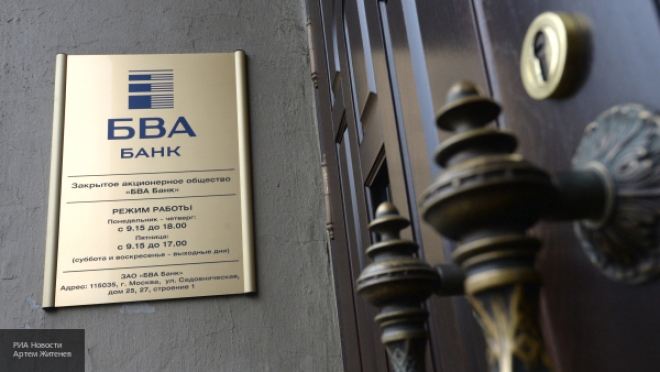 БВА
БАНК
Закрытое акционерное общество
«БВА Банк»
РЕЖИМ РАБОТЫ:
Понедельник – четверг:
с 9.15 до 18.00
Пятница:
с 9.15 до 17.00
(суббота и воскресенье – выходные дни)
ЗАО «БВА Банк»
Адрес: 115035, г. Москва, ул. Садовническая,
дом 25, 27, строение 1
РИА Новости
Артем Житенев